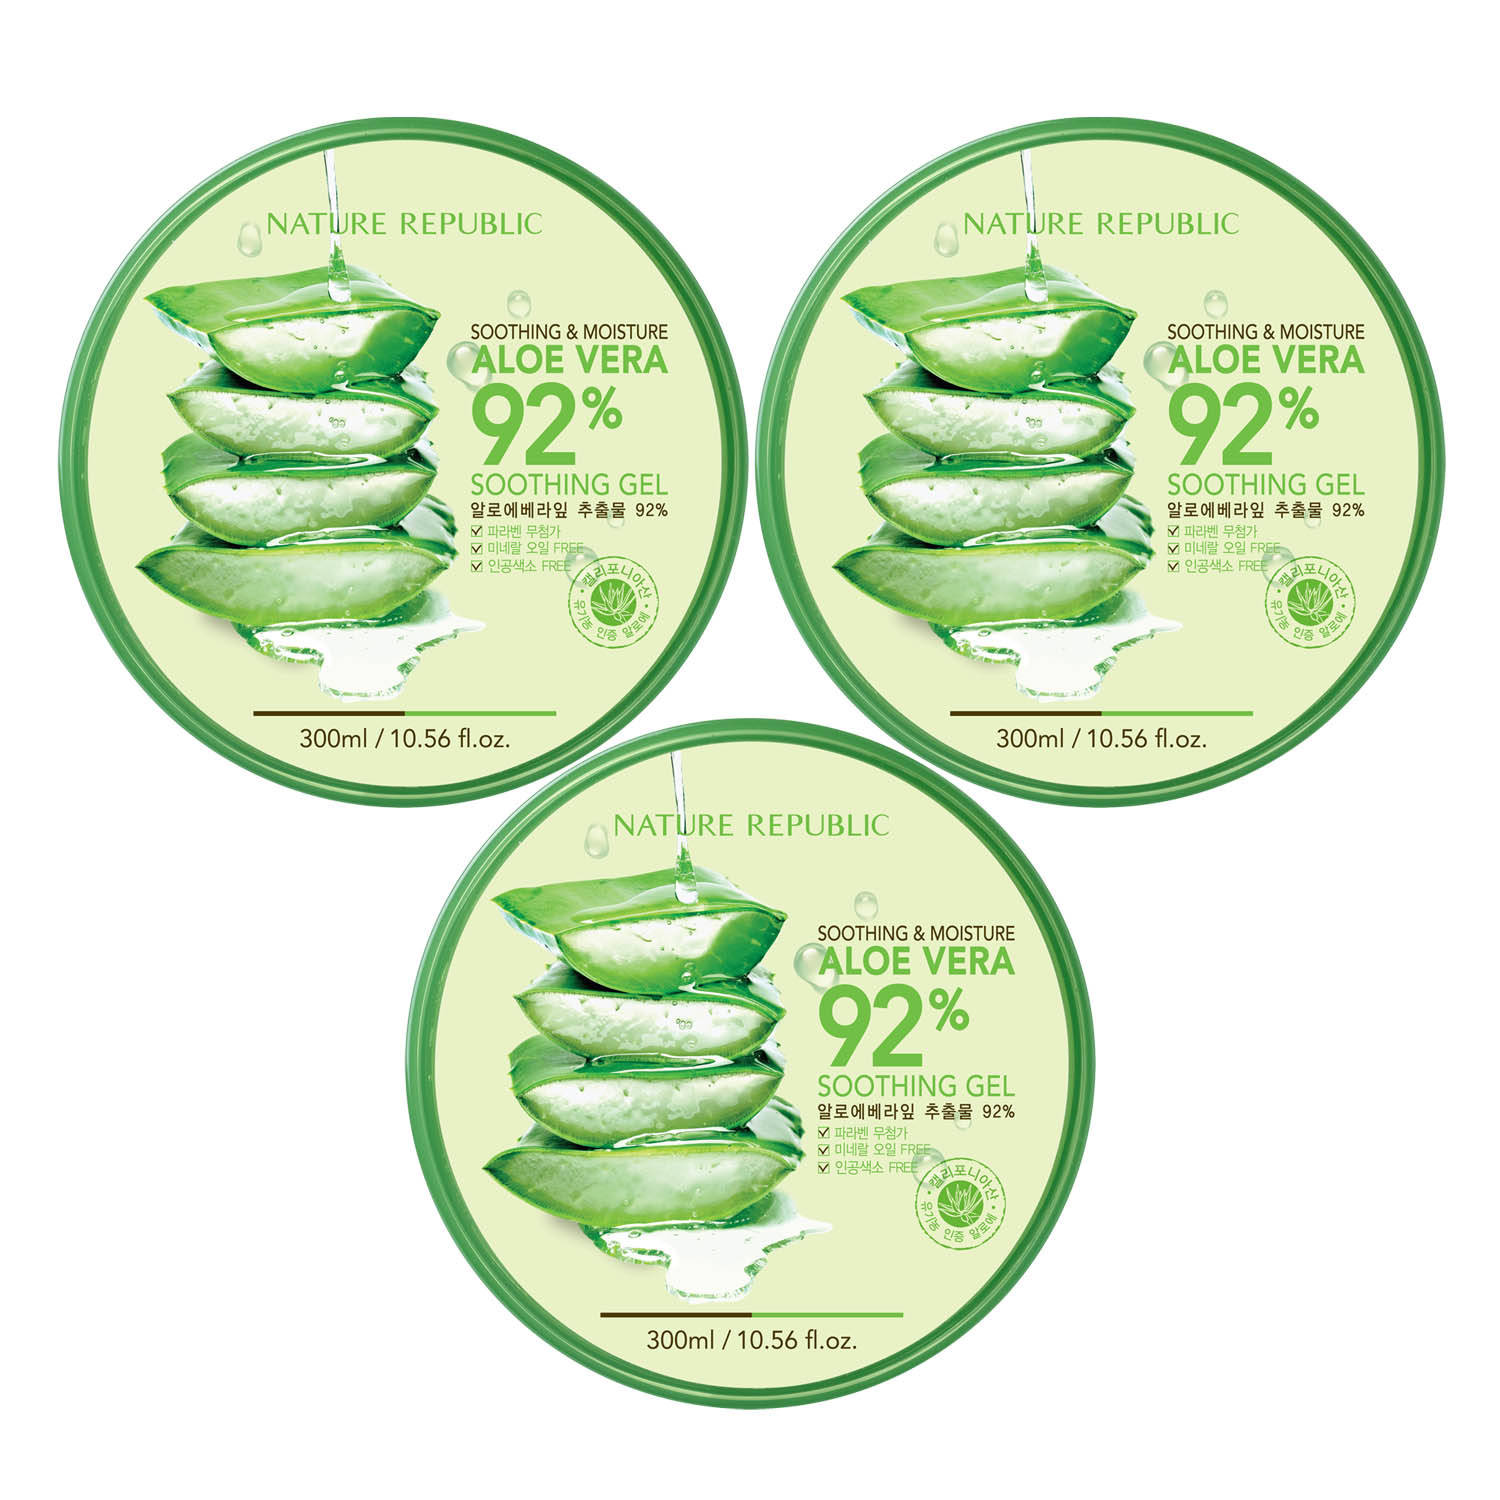 NATURE REPUBLIC
SOOTHING & MOISTURE
ALOE VERA
92%
SOOTHING GEL
알로에베라잎 추출물 92%
파라벤 무첨가
미네랄 오일 FREE
인공색소 FREE
캘리포니아산
유기농 인증 알로에
300ml / 10.56 fl.oz.
NATURE REPUBLIC
SOOTHING & MOISTURE
ALOE VERA
92%
SOOTHING GEL
알로에베라잎 추출물 92%
파라벤 무첨가
미네랄 오일 FREE
인공색소 FREE
캘리포니아산
유기농 인증 알로에
300ml / 10.56 fl.oz.
NATURE REPUBLIC
SOOTHING & MOISTURE
ALOE VERA
92%
SOOTHING GEL
알로에베라잎 추출물 92%
파라벤 무첨가
미네랄 오일 FREE
인공색소 FREE
캘리포니아산
유기농 인증 알로에
300ml / 10.56 fl.oz.